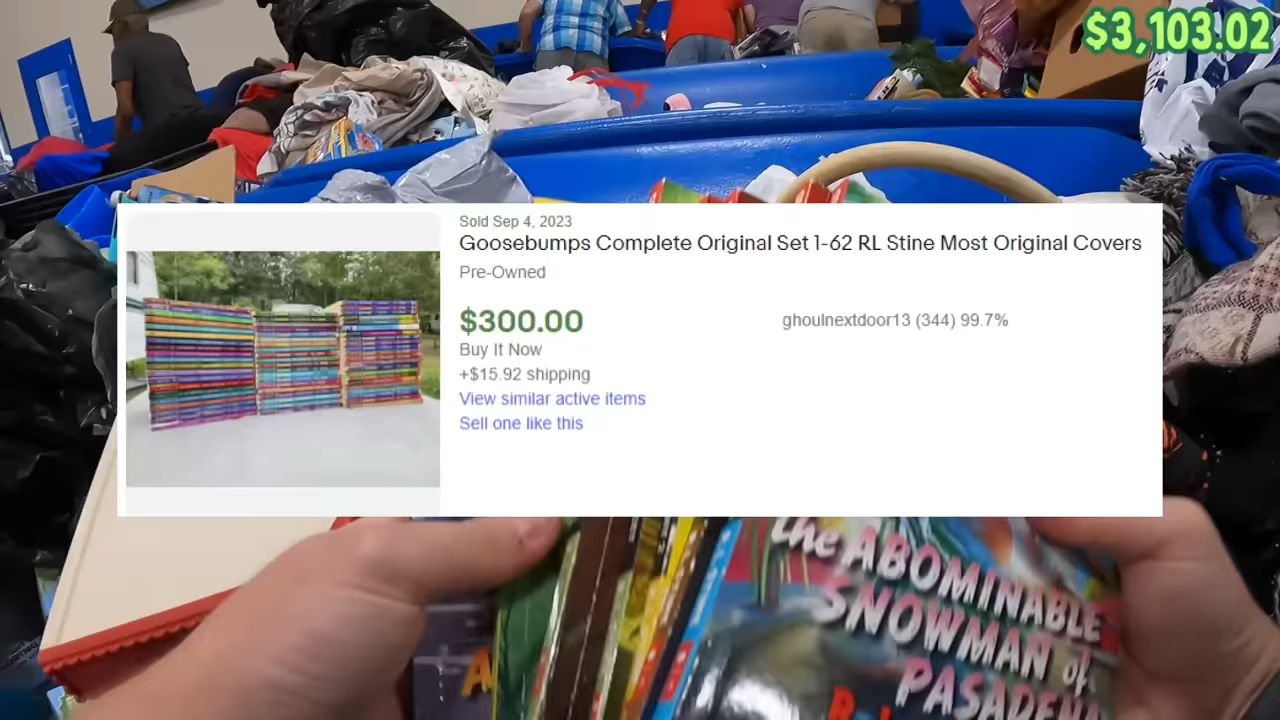 $3,103.02
Sold Sep 4, 2023
Goosebumps Complete Original Set 1-62 RL Stine Most Original Covers
Pre-Owned
$300.00
ghoulnextdoor13 (344) 99.7%
Buy It Now
+$15.92 shipping
View similar active items
Sell one like this
the ABOMINABLE
SNOWMAN of
PASADENA